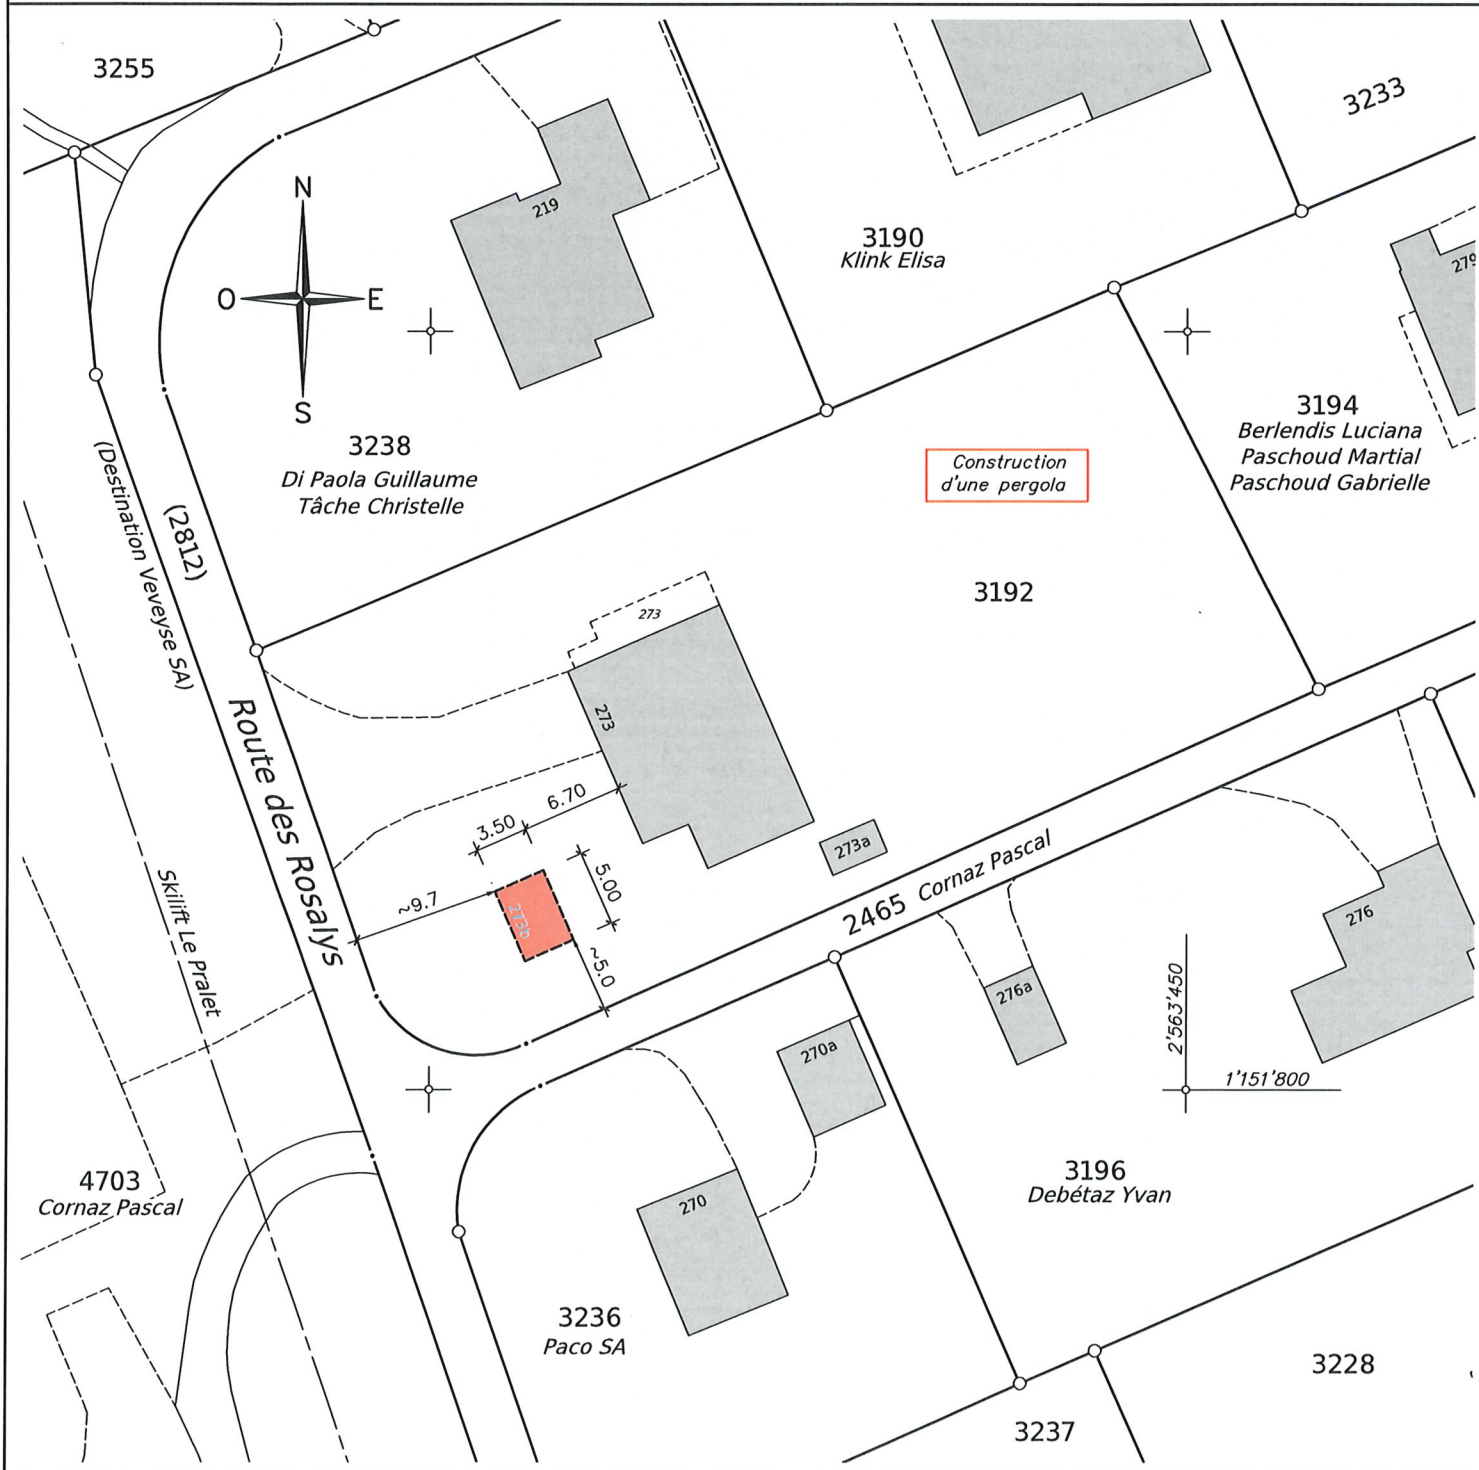 3255
3233
N
219
3190
Klink Elisa
O
E
279
S
3238
Di Paola Guillaume
Tâche Christelle
3194
Berlendis Luciana
Paschoud Martial
Paschoud Gabrielle
Construction
d'une pergola
(Destination Veveyse SA)
(2812)
3192
273
273
Route des Rosalys
6.70
3.50
5.00
273a
~9.7
273b
~5.0
2465 Cornaz Pascal
Skilift Le Pralet
276
276a
2'563'450
1'151'800
270a
4703
Cornaz Pascal
3196
Debétaz Yvan
270
3236
Paco SA
3228
3237